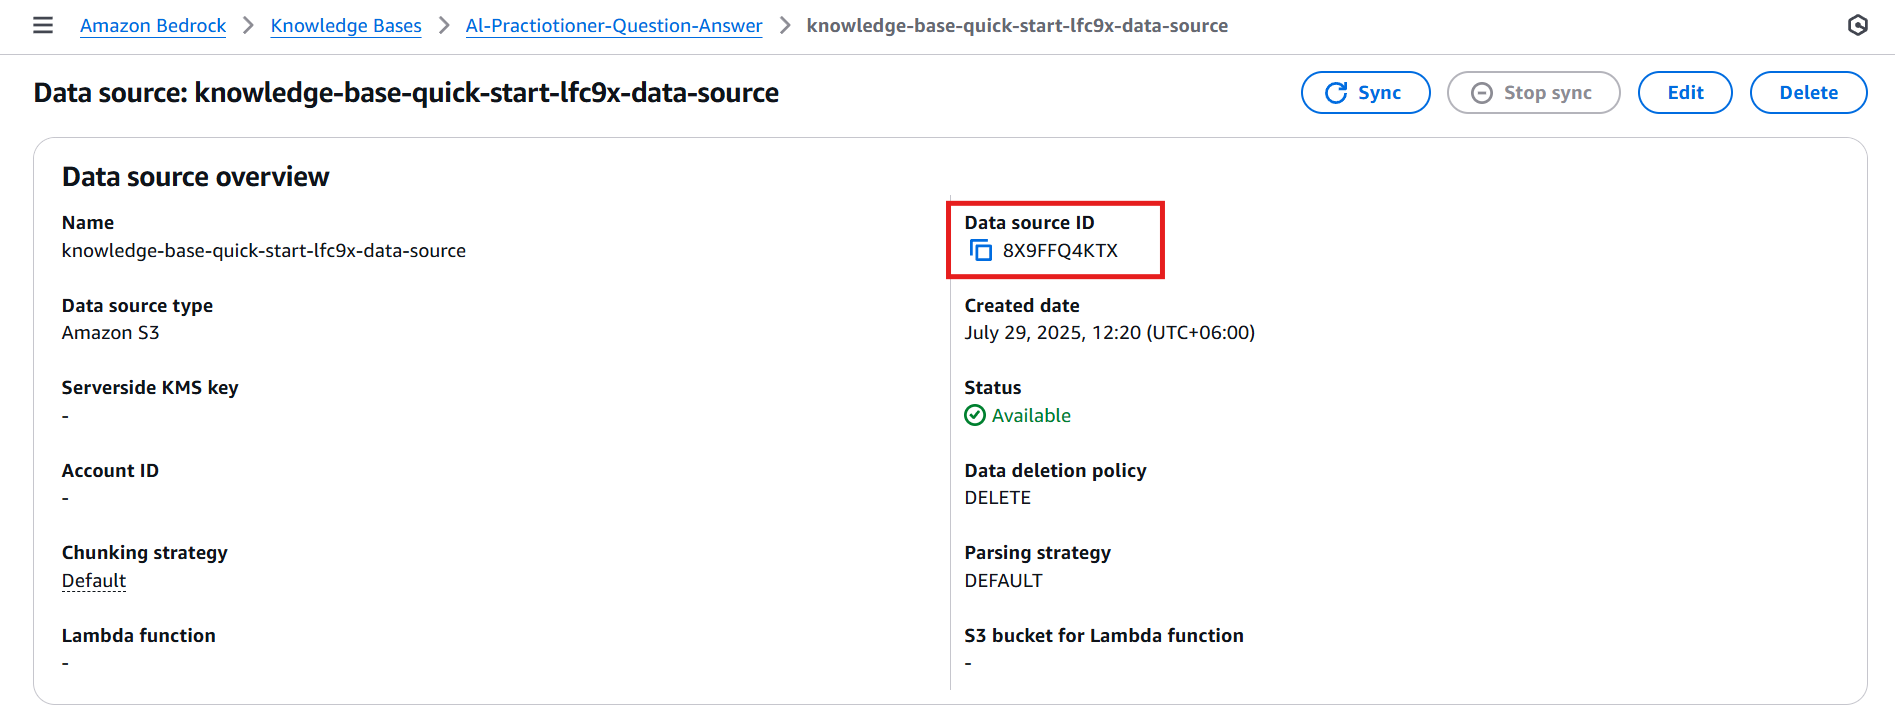 Amazon Bedrock > Knowledge Bases > AI-Practiotioner-Question-Answer > knowledge-base-quick-start-lfc9x-data-source
Data source: knowledge-base-quick-start-lfc9x-data-source
Sync
Stop sync
Edit
Delete
Data source overview
Name
knowledge-base-quick-start-lfc9x-data-source
Data source ID
8X9FFQ4KTX
Data source type
Amazon S3
Created date
July 29, 2025, 12:20 (UTC+06:00)
Serverside KMS key
-
Status
Available
Account ID
-
Data deletion policy
DELETE
Chunking strategy
Default
Parsing strategy
DEFAULT
Lambda function
-
S3 bucket for Lambda function
-